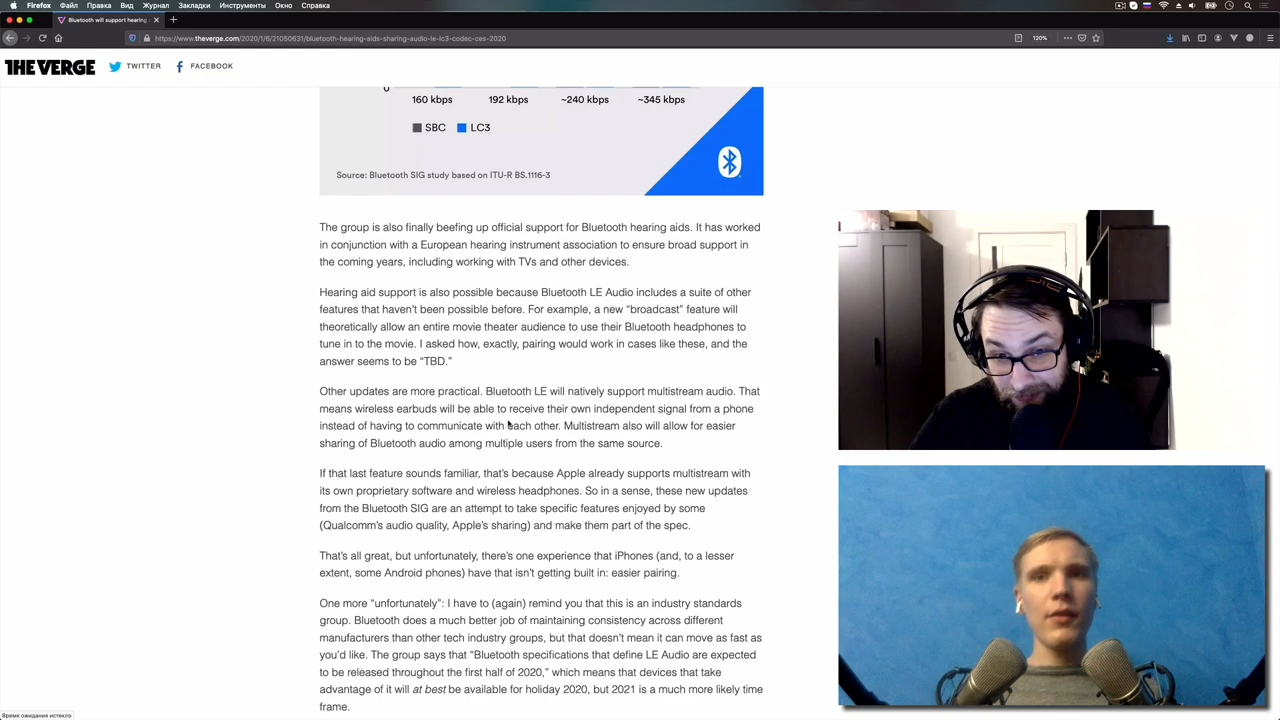 Firefox Файл Правка Вид Журнал Закладки Инструменты Окно Справка
Bluetooth will support hearing
https://www.theverge.com/2020/1/6/21050631/bluetooth-hearing-aids-sharing-audio-le-lc3-codec-ces-2020
120%
THE VERGE TWITTER FACEBOOK
0
160 kbps 192 kbps ~240 kbps ~345 kbps
SBC LC3
Source: Bluetooth SIG study based on ITU-R BS.1116-3
The group is also finally beefing up official support for Bluetooth hearing aids. It has worked
in conjunction with a European hearing instrument association to ensure broad support in
the coming years, including working with TVs and other devices.
Hearing aid support is also possible because Bluetooth LE Audio includes a suite of other
features that haven’t been possible before. For example, a new “broadcast” feature will
theoretically allow an entire movie theater audience to use their Bluetooth headphones to
tune in to the movie. I asked how, exactly, pairing would work in cases like these, and the
answer seems to be “TBD.”
Other updates are more practical. Bluetooth LE will natively support multistream audio. That
means wireless earbuds will be able to receive their own independent signal from a phone
instead of having to communicate with each other. Multistream also will allow for easier
sharing of Bluetooth audio among multiple users from the same source.
If that last feature sounds familiar, that’s because Apple already supports multistream with
its own proprietary software and wireless headphones. So in a sense, these new updates
from the Bluetooth SIG are an attempt to take specific features enjoyed by some
(Qualcomm’s audio quality, Apple’s sharing) and make them part of the spec.
That’s all great, but unfortunately, there’s one experience that iPhones (and, to a lesser
extent, some Android phones) have that isn’t getting built in: easier pairing.
One more “unfortunately”: I have to (again) remind you that this is an industry standards
group. Bluetooth does a much better job of maintaining consistency across different
manufacturers than other tech industry groups, but that doesn’t mean it can move as fast as
you’d like. The group says that “Bluetooth specifications that define LE Audio are expected
to be released throughout the first half of 2020,” which means that devices that take
advantage of it will at best be available for holiday 2020, but 2021 is a much more likely time
frame.
Время ожидания истекло